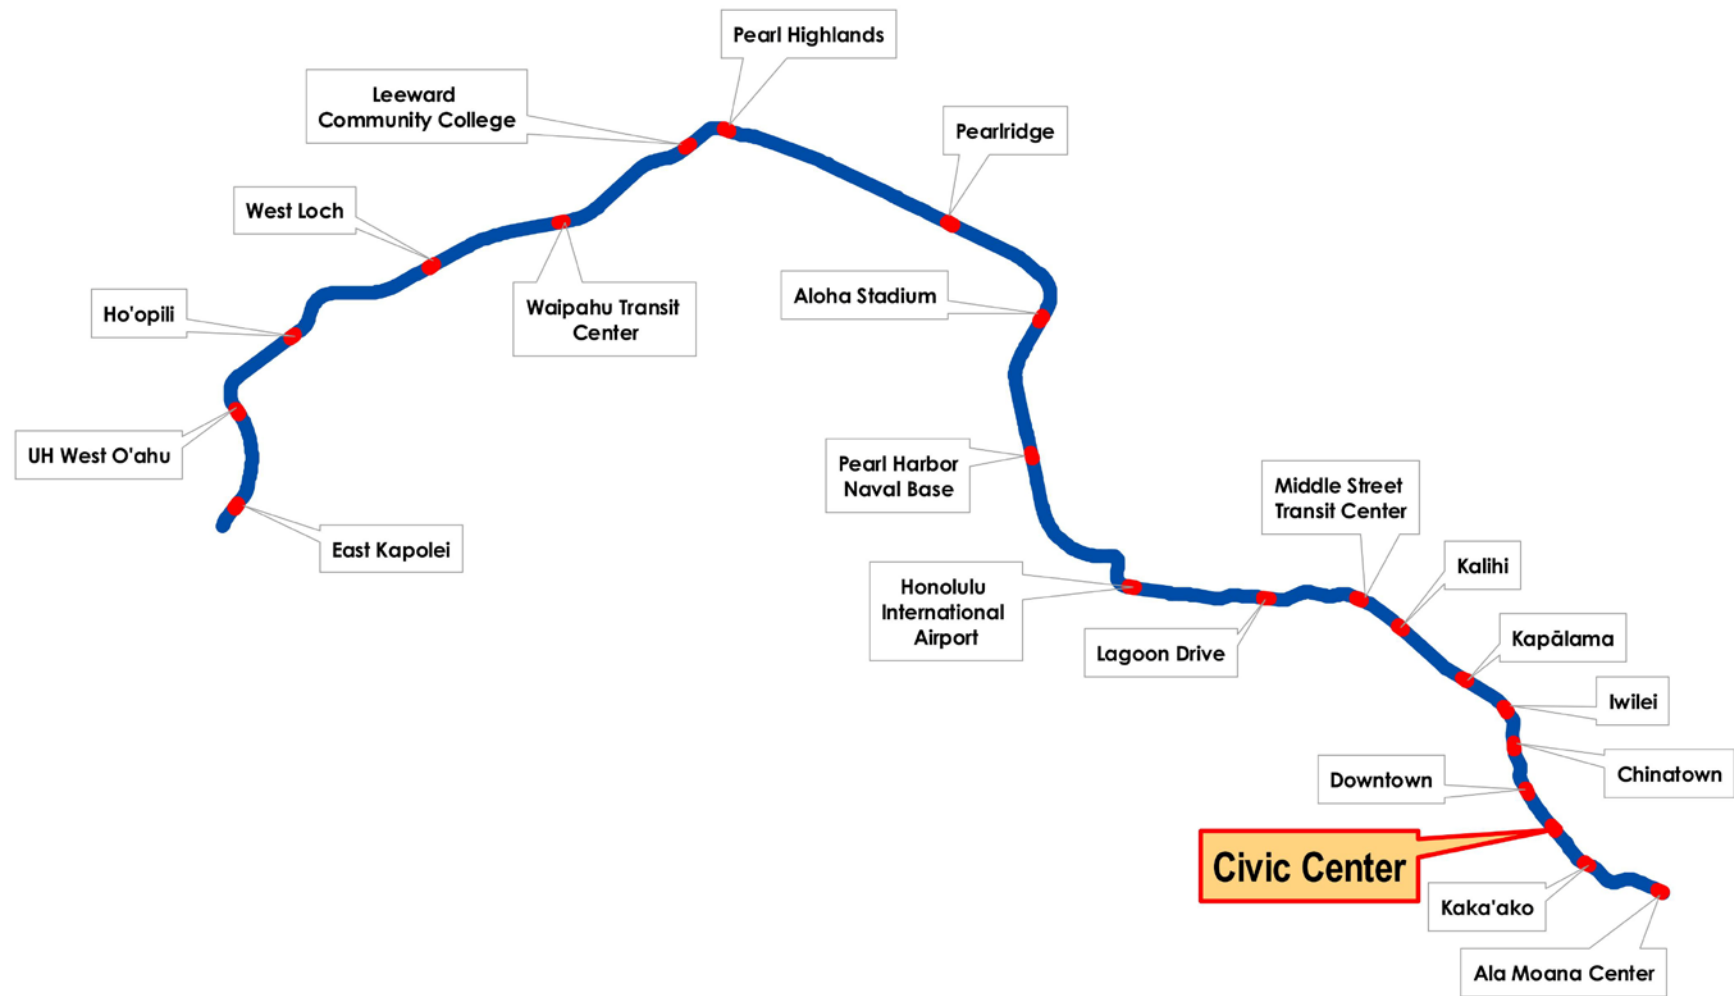 Pearl Highlands
Leeward
Community College
Pearlridge
West Loch
Waipahu Transit
Center
Aloha Stadium
Ho'opili
UH West O'ahu
East Kapolei
Pearl Harbor
Naval Base
Middle Street
Transit Center
Honolulu
International
Airport
Lagoon Drive
Kalihi
Kapālama
Iwilei
Chinatown
Downtown
Civic Center
Kaka'ako
Ala Moana Center